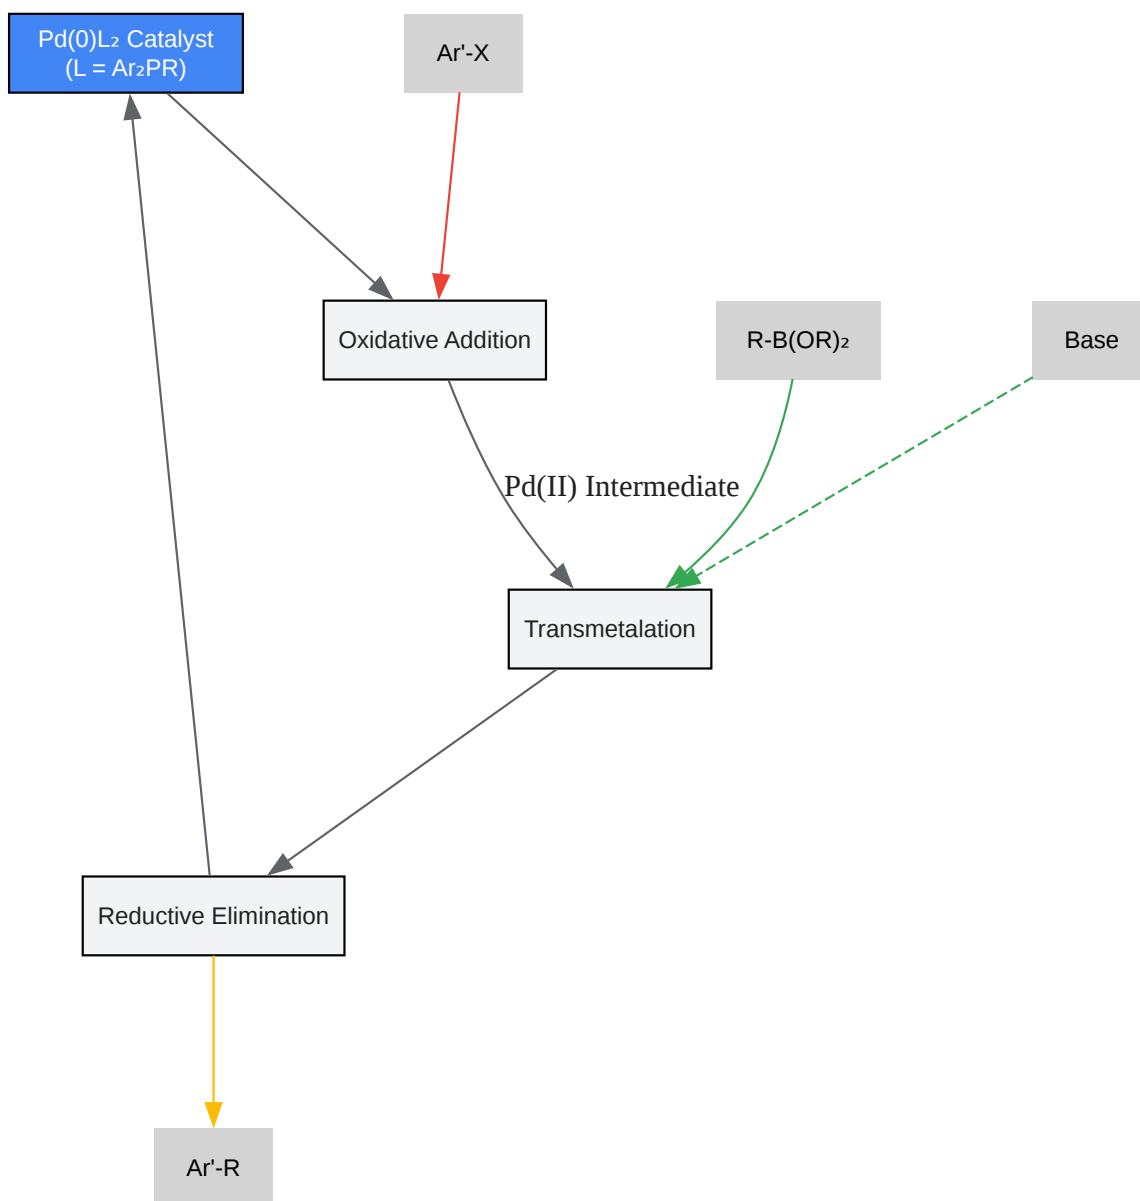 Pd(0)L₂ Catalyst
(L = Ar₂PR)
Ar'-X
Oxidative Addition
R-B(OR)₂
Base
Pd(II) Intermediate
Transmetalation
Reductive Elimination
Ar'-R